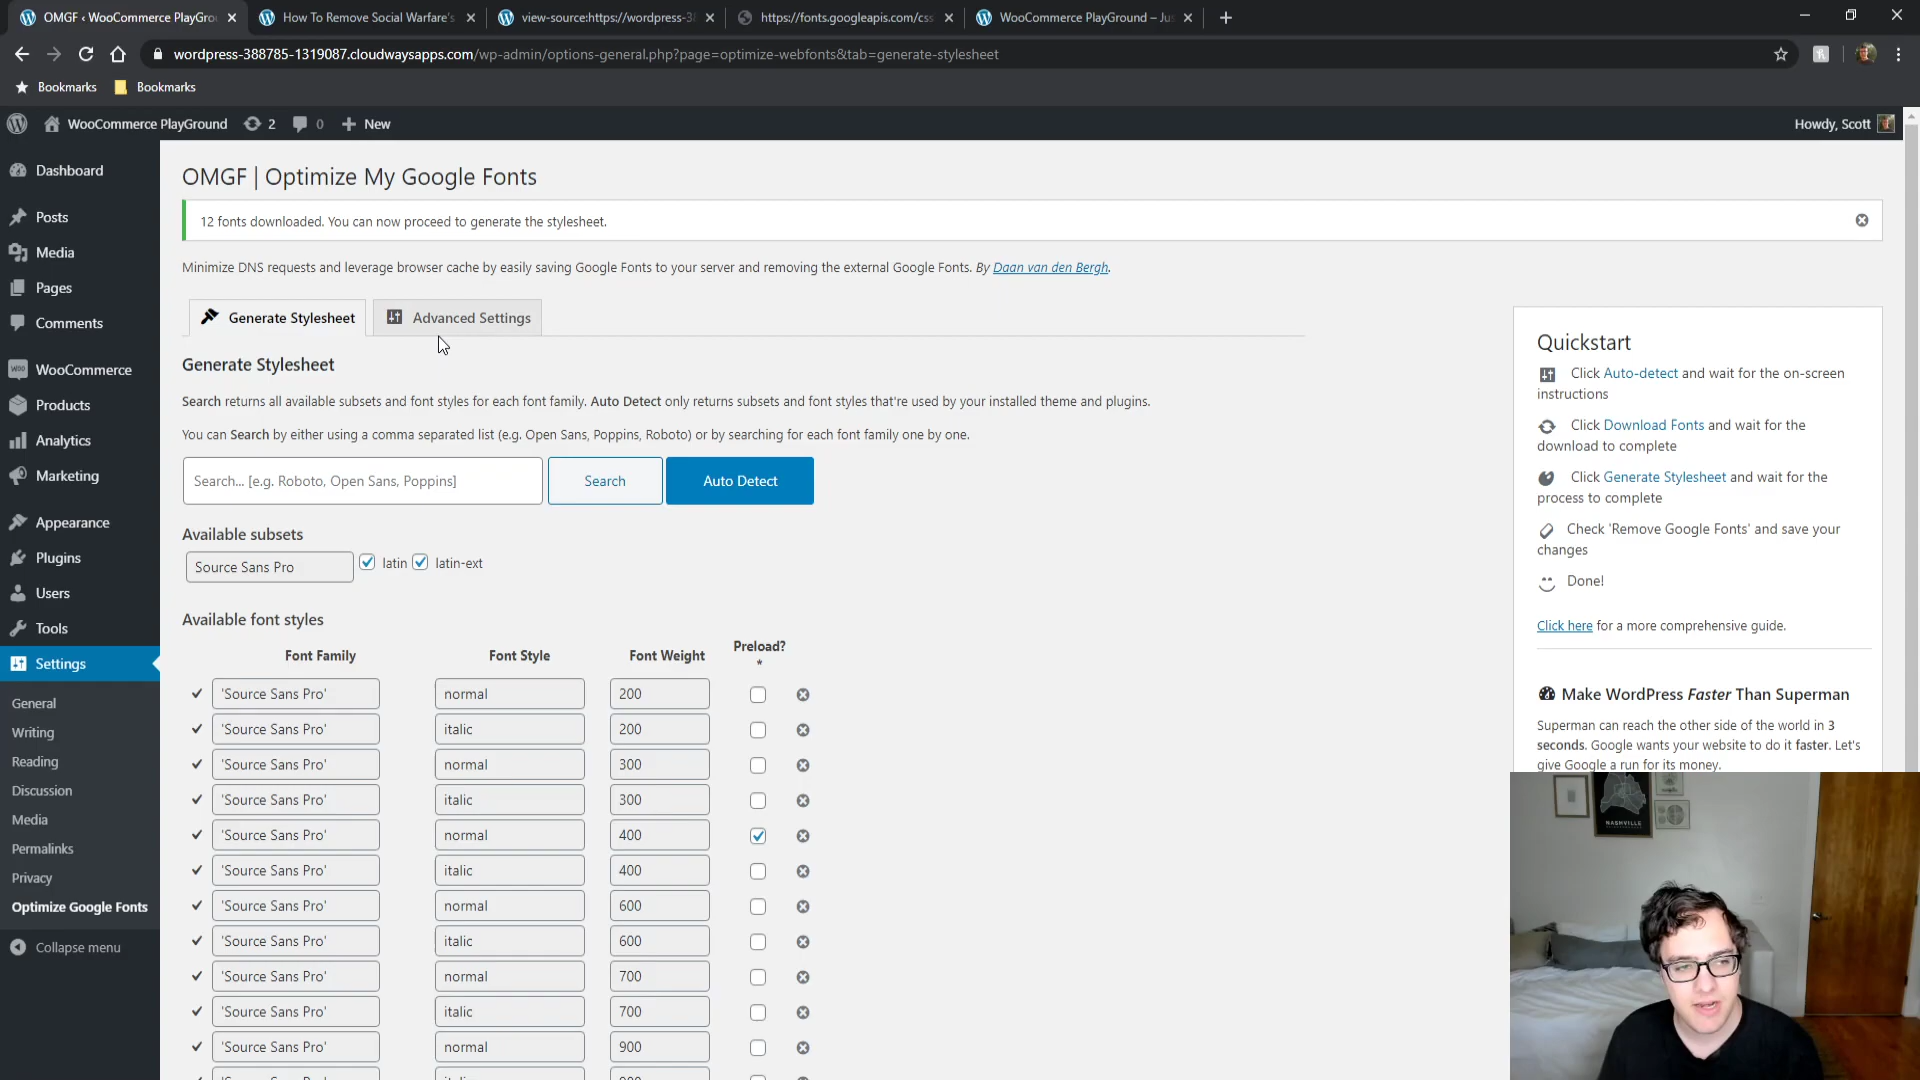 OMGF ‹ WooCommerce PlayGrou
How To Remove Social Warfare's
view-source:https://wordpress-38
https://fonts.googleapis.com/css
WooCommerce PlayGround – Jus
wordpress-388785-1319087.cloudwaysapps.com/wp-admin/options-general.php?page=optimize-webfonts&tab=generate-stylesheet
Bookmarks
Bookmarks
WooCommerce PlayGround
2
0
New
Howdy, Scott
Dashboard
Posts
Media
Pages
Comments
WooCommerce
Products
Analytics
Marketing
Appearance
Plugins
Users
Tools
Settings
General
Writing
Reading
Discussion
Media
Permalinks
Privacy
Optimize Google Fonts
Collapse menu
OMGF | Optimize My Google Fonts
12 fonts downloaded. You can now proceed to generate the stylesheet.
Minimize DNS requests and leverage browser cache by easily saving Google Fonts to your server and removing the external Google Fonts. By Daan van den Bergh.
Generate Stylesheet
Advanced Settings
Generate Stylesheet
Search returns all available subsets and font styles for each font family. Auto Detect only returns subsets and font styles that're used by your installed theme and plugins.
You can Search by either using a comma separated list (e.g. Open Sans, Poppins, Roboto) or by searching for each font family one by one.
Search... [e.g. Roboto, Open Sans, Poppins]
Search
Auto Detect
Available subsets
Source Sans Pro
latin
latin-ext
Available font styles
Font Family Font Style Font Weight Preload? *
'Source Sans Pro' normal 200
'Source Sans Pro' italic 200
'Source Sans Pro' normal 300
'Source Sans Pro' italic 300
'Source Sans Pro' normal 400
'Source Sans Pro' italic 400
'Source Sans Pro' normal 600
'Source Sans Pro' italic 600
'Source Sans Pro' normal 700
'Source Sans Pro' italic 700
'Source Sans Pro' normal 900
Quickstart
Click Auto-detect and wait for the on-screen
instructions
Click Download Fonts and wait for the
download to complete
Click Generate Stylesheet and wait for the
process to complete
Check 'Remove Google Fonts' and save your
changes
Done!
Click here for a more comprehensive guide.
Make WordPress Faster Than Superman
Superman can reach the other side of the world in 3
seconds. Google wants your website to do it faster. Let's
give Google a run for its money.
NASHVILLE